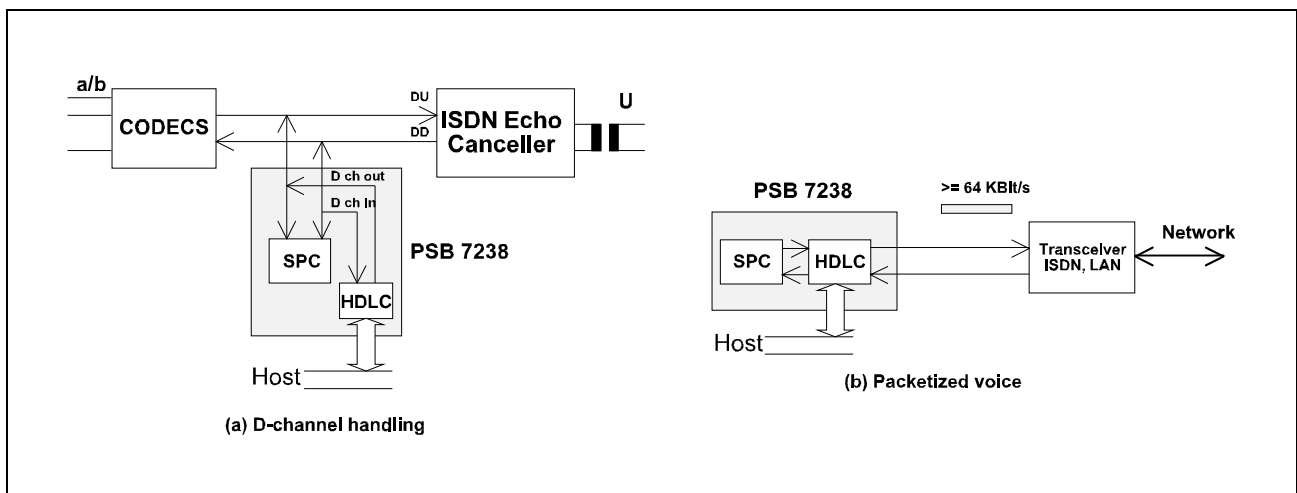 a/b
CODECS
DU
DD
ISDN Echo
Canceller
U
D ch out
D ch In
SPC
PSB 7238
HDLC
Host
(a) D-channel handling
PSB 7238
>= 64 KBIt/s
SPC
HDLC
Transcelver
ISDN, LAN
Network
Host
(b) Packetized voice